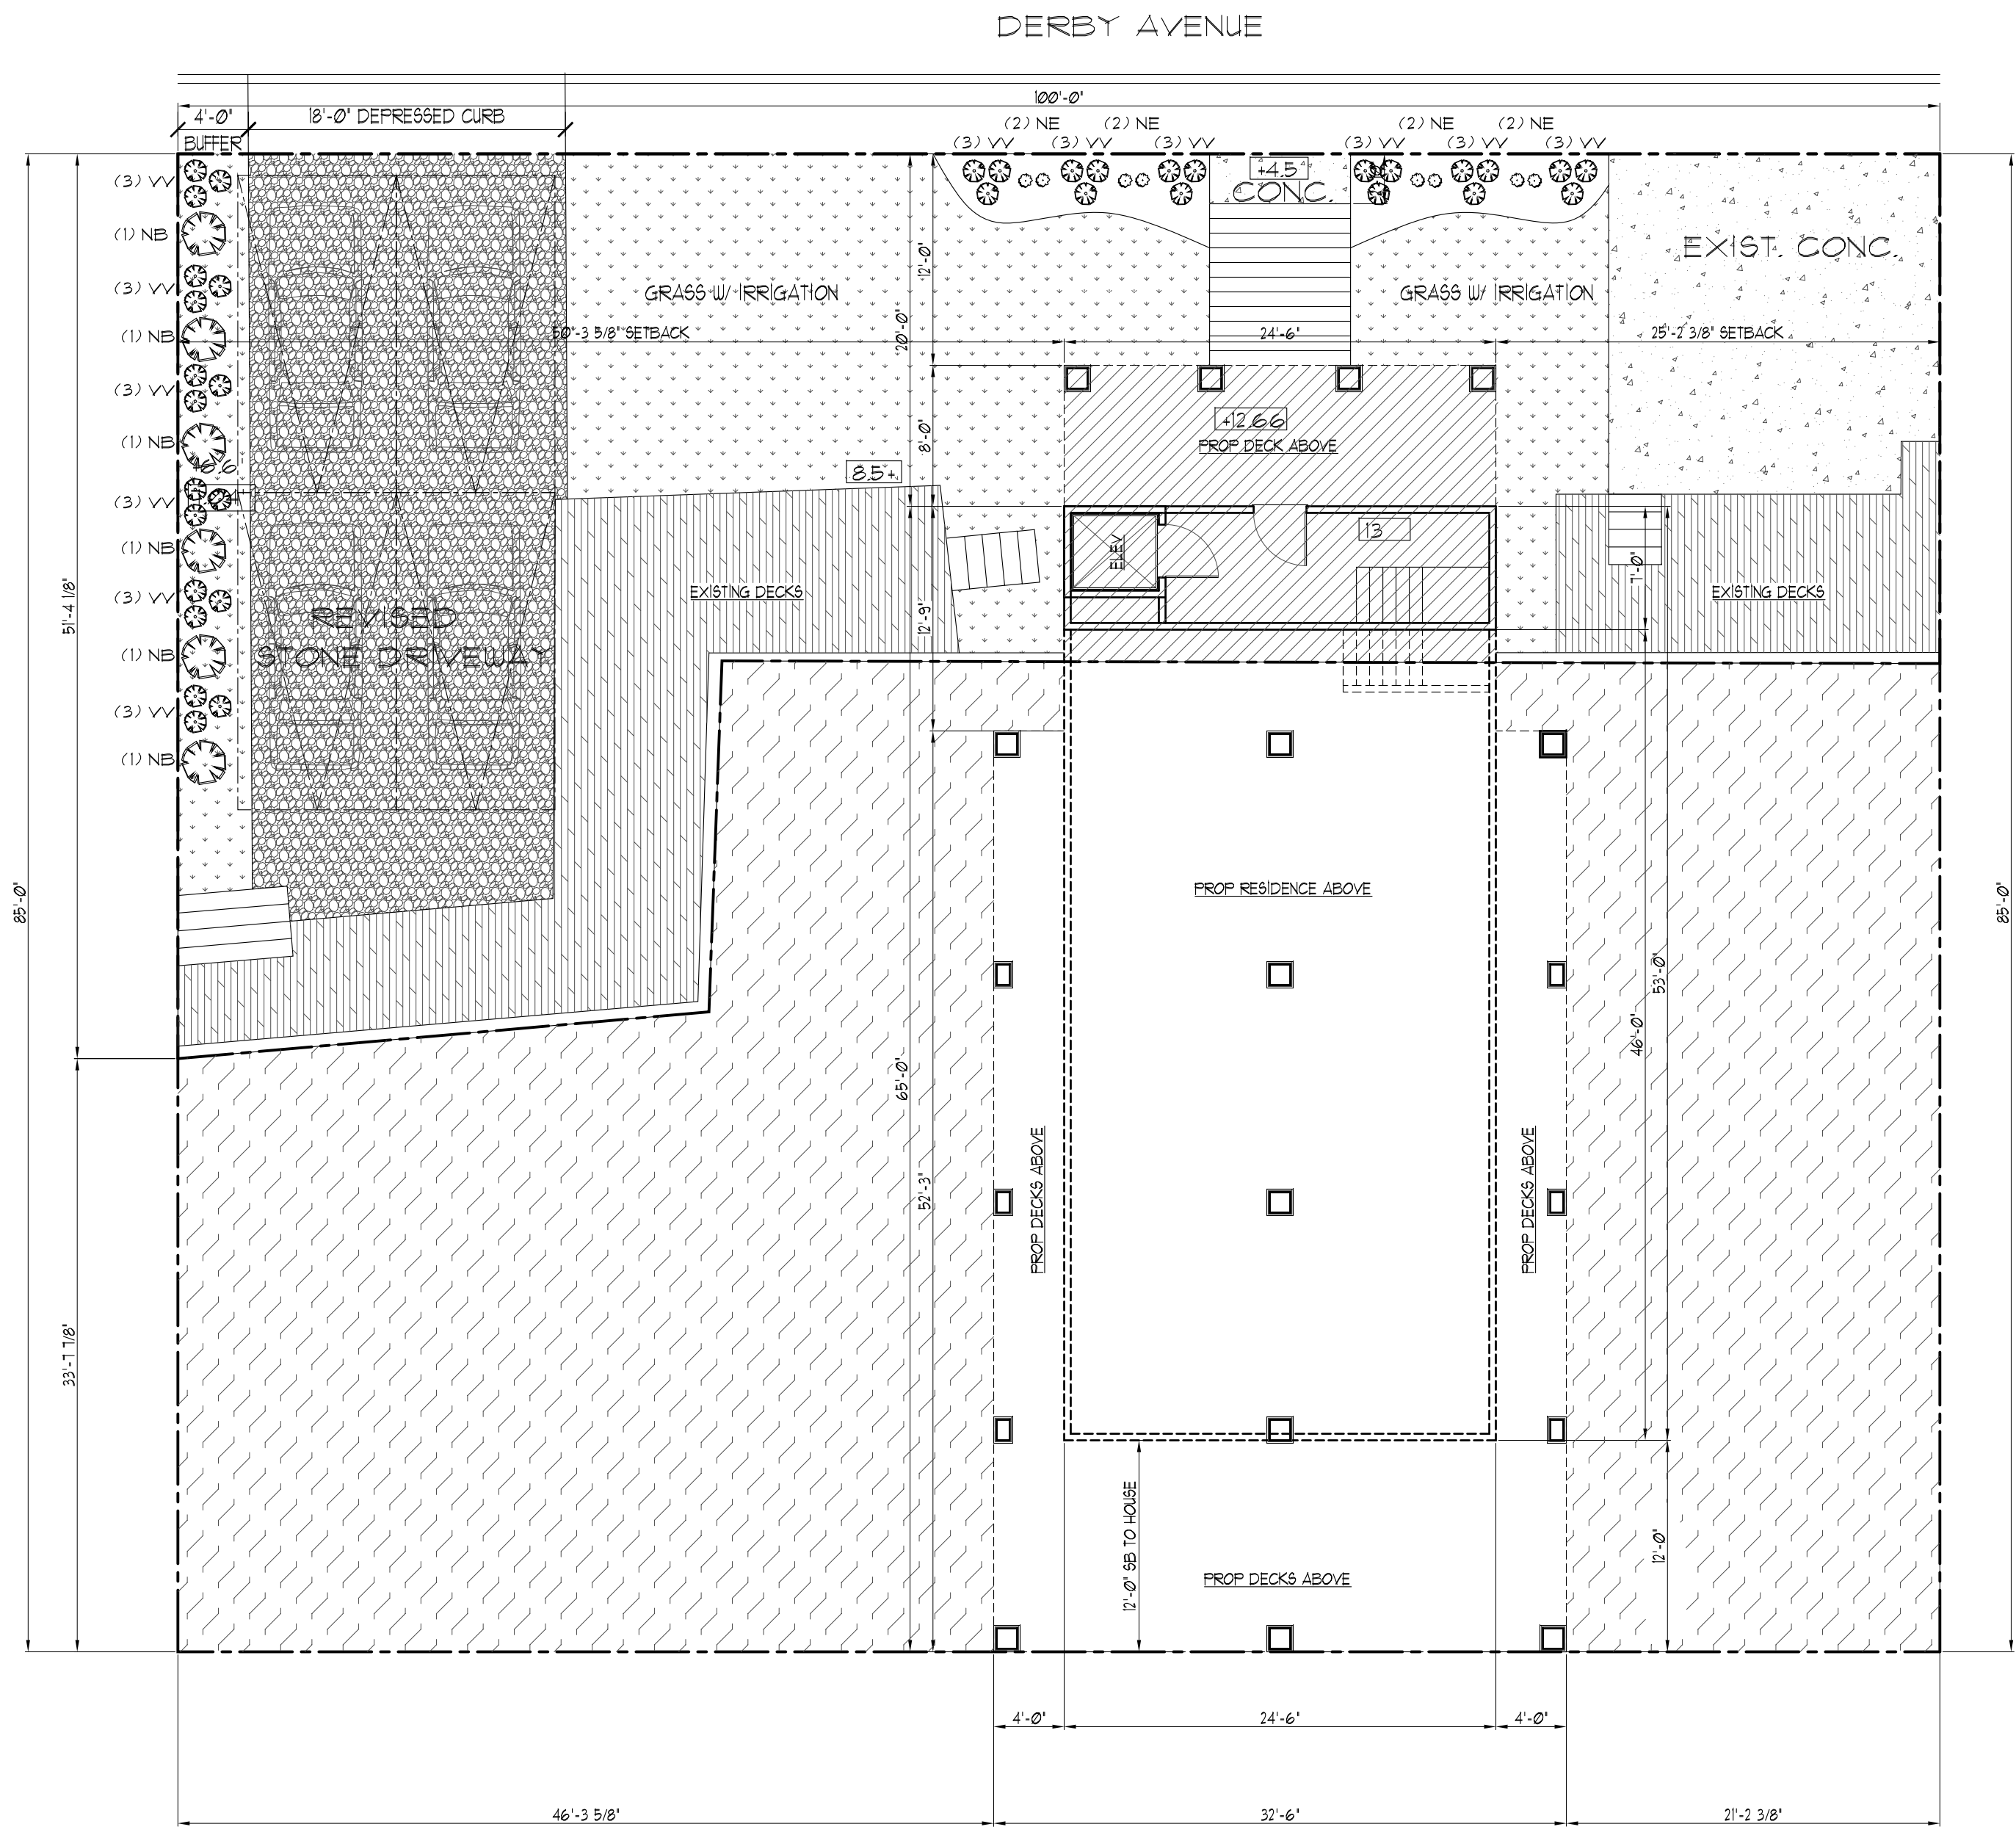 DERBY AVENUE
100'-0"
4'-0"
18'-0" DEPRESSED CURB
BUFFER
(2) NE
(2) NE
(2) NE
(2) NE
(3) VV
(3) VV
(3) VV
(3) VV
(3) VV
(3) VV
+4.5
CONC.
(3) VV
(1) NB
EXIST. CONC.
12'-0"
(3) VV
GRASS W/ IRRIGATION
GRASS W/ IRRIGATION
20'-0"
(1) NB
50'-3 5/8" SETBACK
24'-6"
25'-2 3/8" SETBACK
(3) VV
+12.66
8'-0"
(1) NB
PROP DECK ABOVE
8.5+
(3) VV
13
(1) NB
ELEV
7'-0"
EXISTING DECKS
EXISTING DECKS
(3) VV
51'-4 1/8"
12'-9"
REVISED
STONE DRIVEWAY
(1) NB
(3) VV
(1) NB
PROP RESIDENCE ABOVE
85'-0"
85'-0"
53'-0"
46'-0"
65'-0"
52'-3"
PROP DECKS ABOVE
PROP DECKS ABOVE
33'-7 7/8"
12'-0" SB TO HOUSE
12'-0"
PROP DECKS ABOVE
4'-0"
24'-6"
4'-0"
46'-3 5/8"
32'-6"
21'-2 3/8"